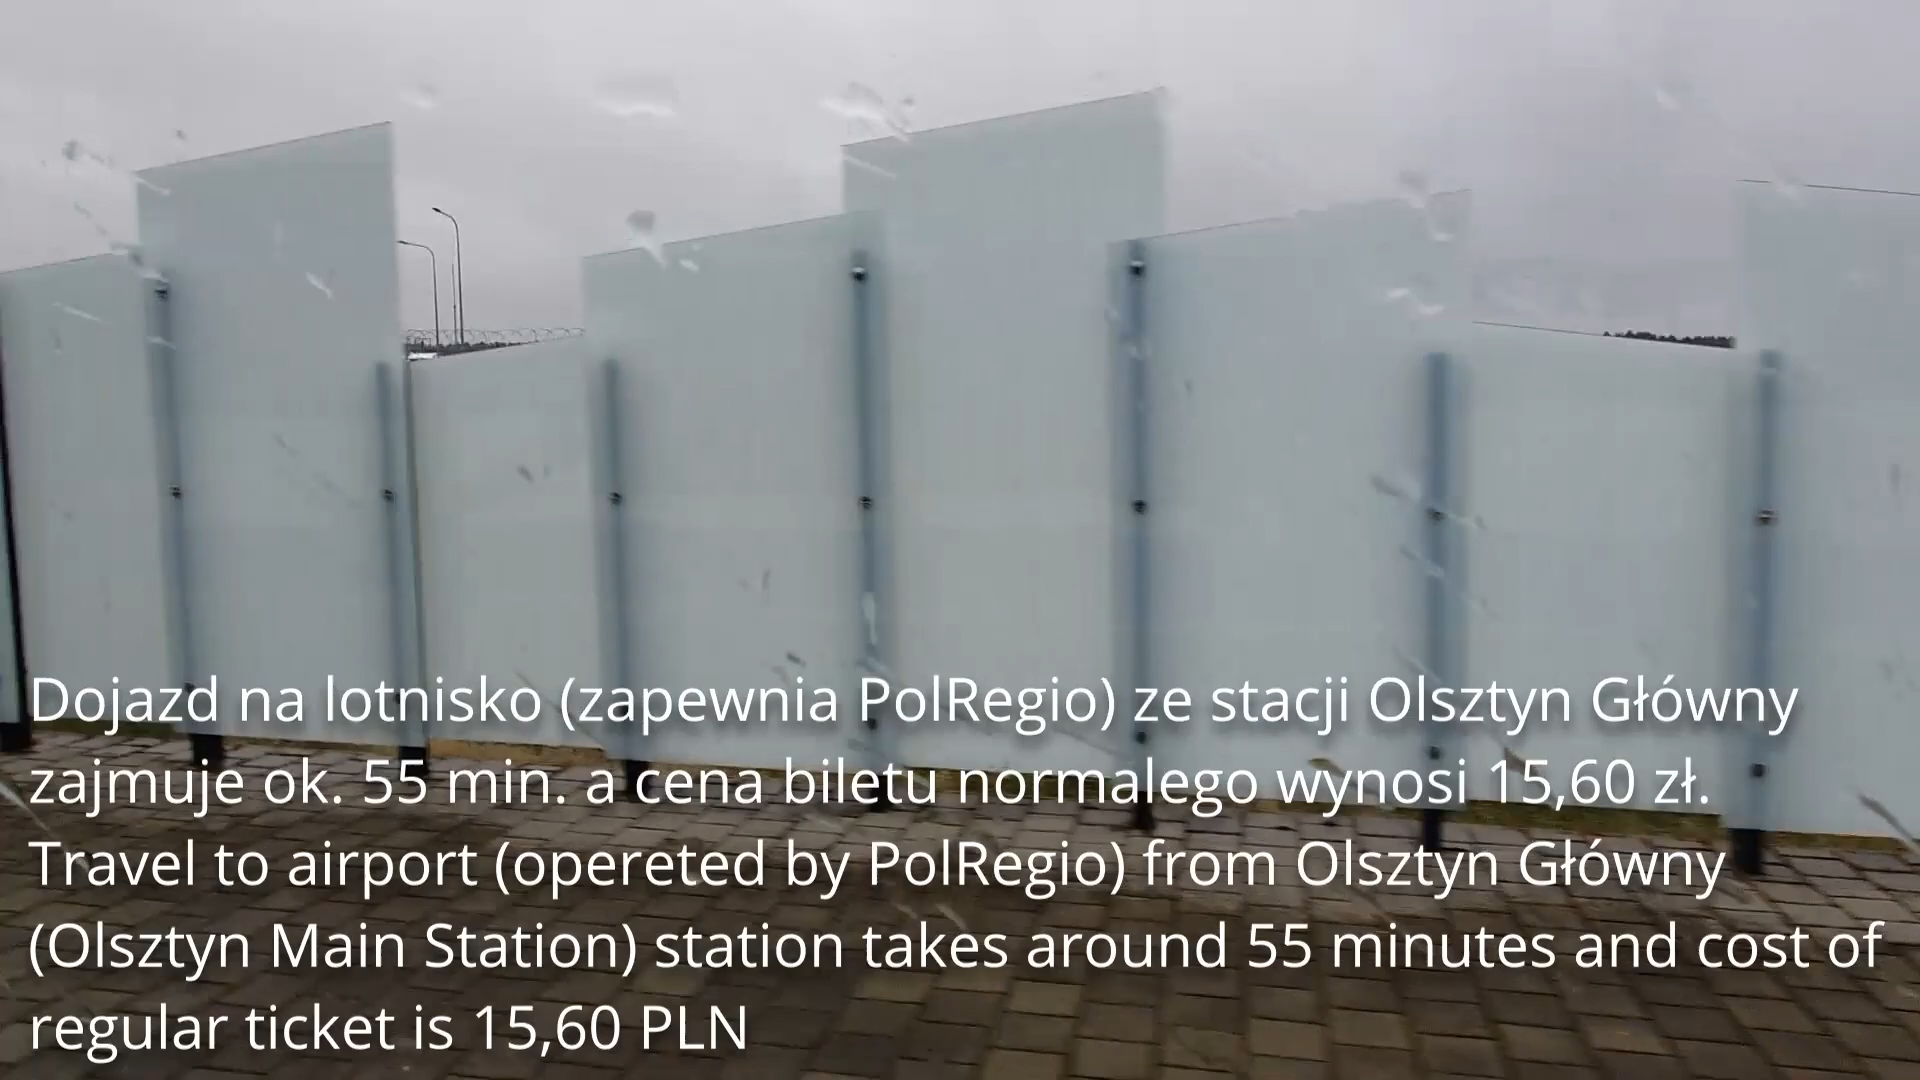 Dojazd na lotnisko (zapewnia PolRegio) ze stacji Olsztyn Główny
zajmuje ok. 55 min. a cena biletu normalego wynosi 15,60 zł.
Travel to airport (opereted by PolRegio) from Olsztyn Główny
(Olsztyn Main Station) station takes around 55 minutes and cost of
regular ticket is 15,60 PLN